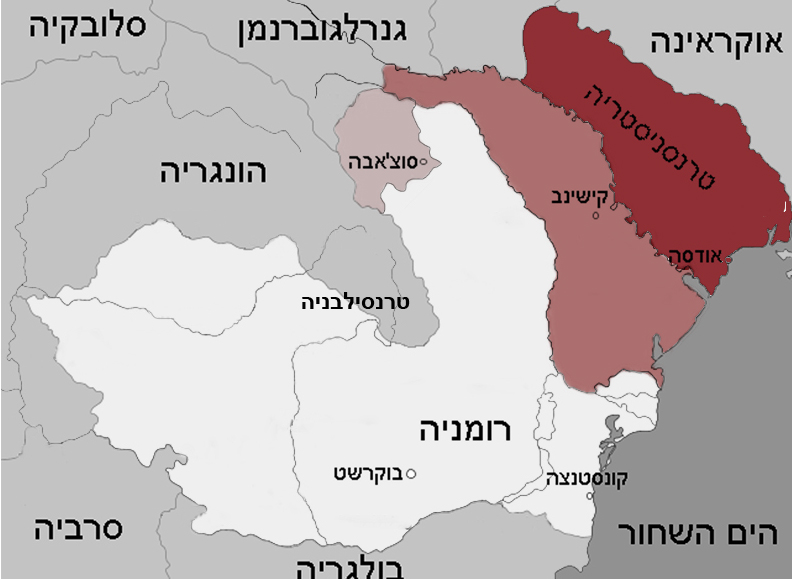 סלובקיה
גנרלגוברנמן
אוקראינה
טרנסניסטריה
סוצ'אבה
הונגריה
קישינב
אודסה
טרנסילבניה
רומניה
בוקרשט
קונסטנצה
סרביה
הים השחור
בולגריה